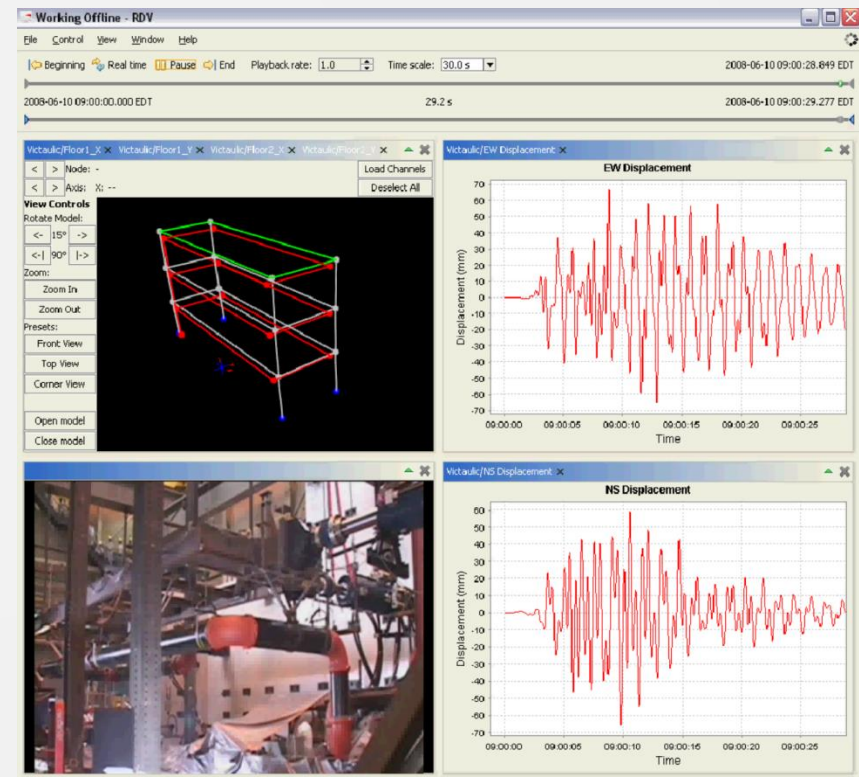 Working Offline - RDV
File Control View Window Help
Beginning Real time Pause End Playback rate: 1.0 Time scale: 30.0 s 2008-06-10 09:00:28.849 EDT
2008-06-10 09:00:00.000 EDT 29.2 s 2008-06-10 09:00:29.277 EDT
Victaulic/Floor1_X Victaulic/Floor1_Y Victaulic/Floor2_X Victaulic/Floor2_Y
< > Node: - Load Channels
< > Axis: X: -- Deselect All
View Controls
Rotate Model:
<- 15° ->
<-| 90° |->
Zoom:
Zoom In
Zoom Out
Presets:
Front View
Top View
Corner View
Open model
Close model
Victaulic/EW Displacement
EW Displacement
Displacement (mm)
70
60
50
40
30
20
10
0
-10
-20
-30
-40
-50
-60
-70
09:00:00 09:00:05 09:00:10 09:00:15 09:00:20 09:00:25
Time
Victaulic/NS Displacement
NS Displacement
Displacement (mm)
60
50
40
30
20
10
0
-10
-20
-30
-40
-50
-60
-70
09:00:00 09:00:05 09:00:10 09:00:15 09:00:20 09:00:25
Time